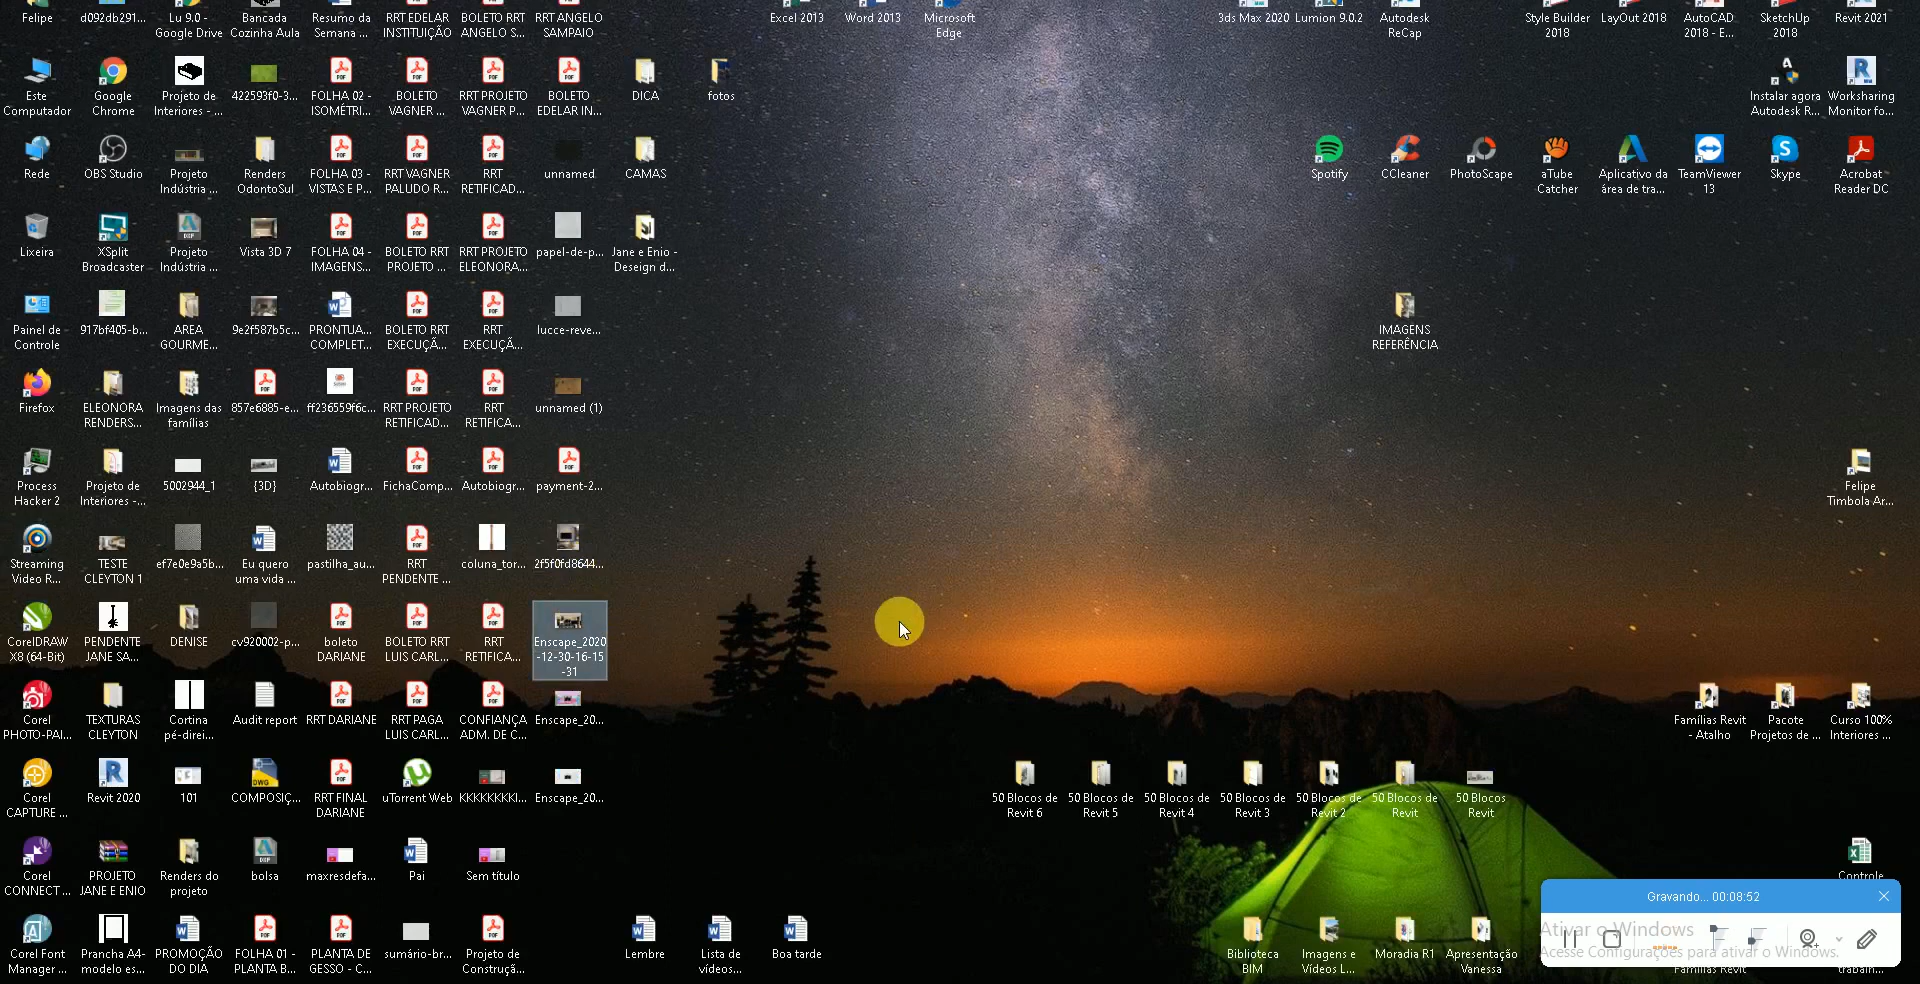 Felipe
d092db291...
Lu 9.0 -
Google Drive
Bancada
Cozinha Aula
Resumo da
Semana ...
RRT EDELAR
INSTITUIÇÃO
BOLETO RRT
ANGELO S...
RRT ANGELO
SAMPAIO
Excel 2013
Word 2013
Microsoft
Edge
3ds Max 2020
Lumion 9.0.2
Autodesk
ReCap
Style Builder
2018
LayOut 2018
AutoCAD
2018 - E...
SketchUp
2018
Revit 2021
Este
Computador
Google
Chrome
Projeto de
Interiores - ...
422593f0-3...
FOLHA 02 -
ISOMÉTRI...
BOLETO
VAGNER ...
RRT PROJETO
VAGNER P...
BOLETO
EDELAR IN...
DICA
fotos
Instalar agora
Autodesk R...
Worksharing
Monitor fo...
Rede
OBS Studio
Projeto
Indústria ...
Renders
OdontoSul
FOLHA 03 -
VISTAS E P...
RRT VAGNER
PALUDO R...
RRT
RETIFICAD...
unnamed
CAMAS
Spotify
CCleaner
PhotoScape
aTube
Catcher
Aplicativo da
área de tra...
TeamViewer
13
Skype
Acrobat
Reader DC
Lixeira
XSplit
Broadcaster
Projeto
Indústria ...
Vista 3D 7
FOLHA 04 -
IMAGENS...
BOLETO RRT
PROJETO ...
RRT PROJETO
ELEONORA...
papel-de-p...
Jane e Enio -
Deseign d...
Painel de
Controle
917bf405-b...
AREA
GOURME...
9e2f587b5c...
PRONTUA...
COMPLET...
BOLETO RRT
EXECUÇÃ...
RRT
EXECUÇÃ...
lucce-reve...
IMAGENS
REFERÊNCIA
Firefox
ELEONORA
RENDERS...
Imagens das
famílias
857e6885-e...
ff236559f6c...
RRT PROJETO
RETIFICAD...
RRT
RETIFICA...
unnamed (1)
Process
Hacker 2
Projeto de
Interiores -...
5002944_1
{3D}
Autobiogr...
FichaComp...
Autobiogr...
payment-2...
Felipe
Timbola Ar...
Streaming
Video R...
TESTE
CLEYTON 1
ef7e0e9a5b...
Eu quero
uma vida ...
pastilha_au...
RRT
PENDENTE ...
coluna_tor...
2f5f0fd8644...
CorelDRAW
X8 (64-Bit)
PENDENTE
JANE SA...
DENISE
cv920002-p...
boleto
DARIANE
BOLETO RRT
LUIS CARL...
RRT
RETIFICA...
Enscape_2020
-12-30-16-15
-31
Corel
PHOTO-PAI...
TEXTURAS
CLEYTON
Cortina
pé-direi...
Audit report
RRT DARIANE
RRT PAGA
LUIS CARL...
CONFIANÇA
ADM. DE C...
Enscape_20...
Famílias Revit
- Atalho
Pacote
Projetos de ...
Curso 100%
Interiores ...
Corel
CAPTURE ...
Revit 2020
101
COMPOSIÇ...
RRT FINAL
DARIANE
uTorrent Web
KKKKKKKKI...
Enscape_20...
50 Blocos de
Revit 6
50 Blocos de
Revit 5
50 Blocos de
Revit 4
50 Blocos de
Revit 3
50 Blocos de
Revit 2
50 Blocos de
Revit
50 Blocos
Revit
Corel
CONNECT ...
PROJETO
JANE E ENIO
Renders do
projeto
bolsa
maxresdefa...
Pai
Sem título
Controle
Gravando... 00:08:52
Corel Font
Manager ...
Prancha A4-
modelo es...
PROMOÇÃO
DO DIA
FOLHA 01 -
PLANTA B...
PLANTA DE
GESSO - C...
sumário-br...
Projeto de
Construçã...
Lembre
Lista de
vídeos...
Boa tarde
Biblioteca
BIM
Imagens e
Vídeos L...
Moradia R1
Apresentação
Vanessa
Ativar o Windows
Acesse Configurações para ativar o Windows.
Famílias Revit
trabalh...